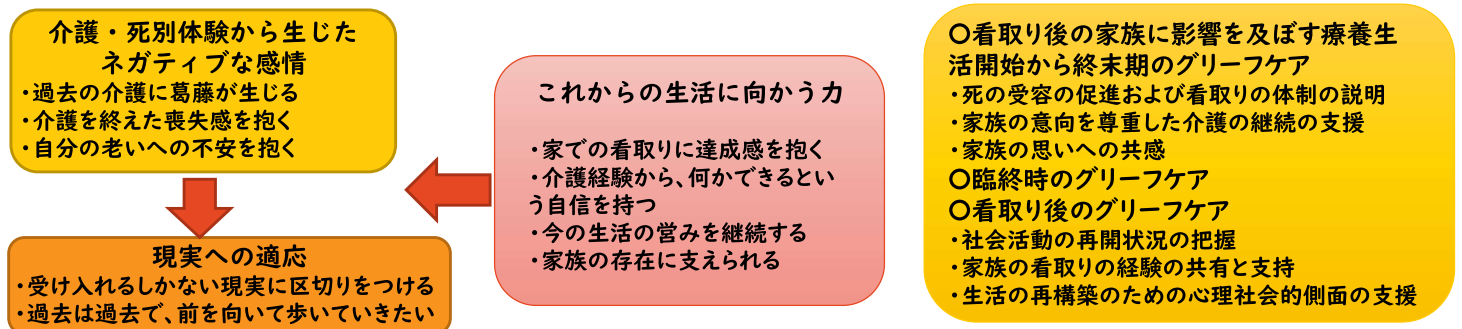 介護・死別体験から生じた
ネガティブな感情
・過去の介護に葛藤が生じる
・介護を終えた喪失感を抱く
・自分の老いへの不安を抱く
現実への適応
・受け入れるしかない現実に区切りをつける
・過去は過去で、前を向いて歩いていきたい
これからの生活に向かう力
・家での看取りに達成感を抱く
・介護経験から、何かできるとい
う自信を持つ
・今の生活の営みを継続する
・家族の存在に支えられる
〇看取り後の家族に影響を及ぼす療養生
活開始から終末期のグリーフケア
・死の受容の促進および看取りの体制の説明
・家族の意向を尊重した介護の継続の支援
・家族の思いへの共感
〇臨終時のグリーフケア
〇看取り後のグリーフケア
・社会活動の再開状況の把握
・家族の看取りの経験の共有と支持
・生活の再構築のための心理社会的側面の支援